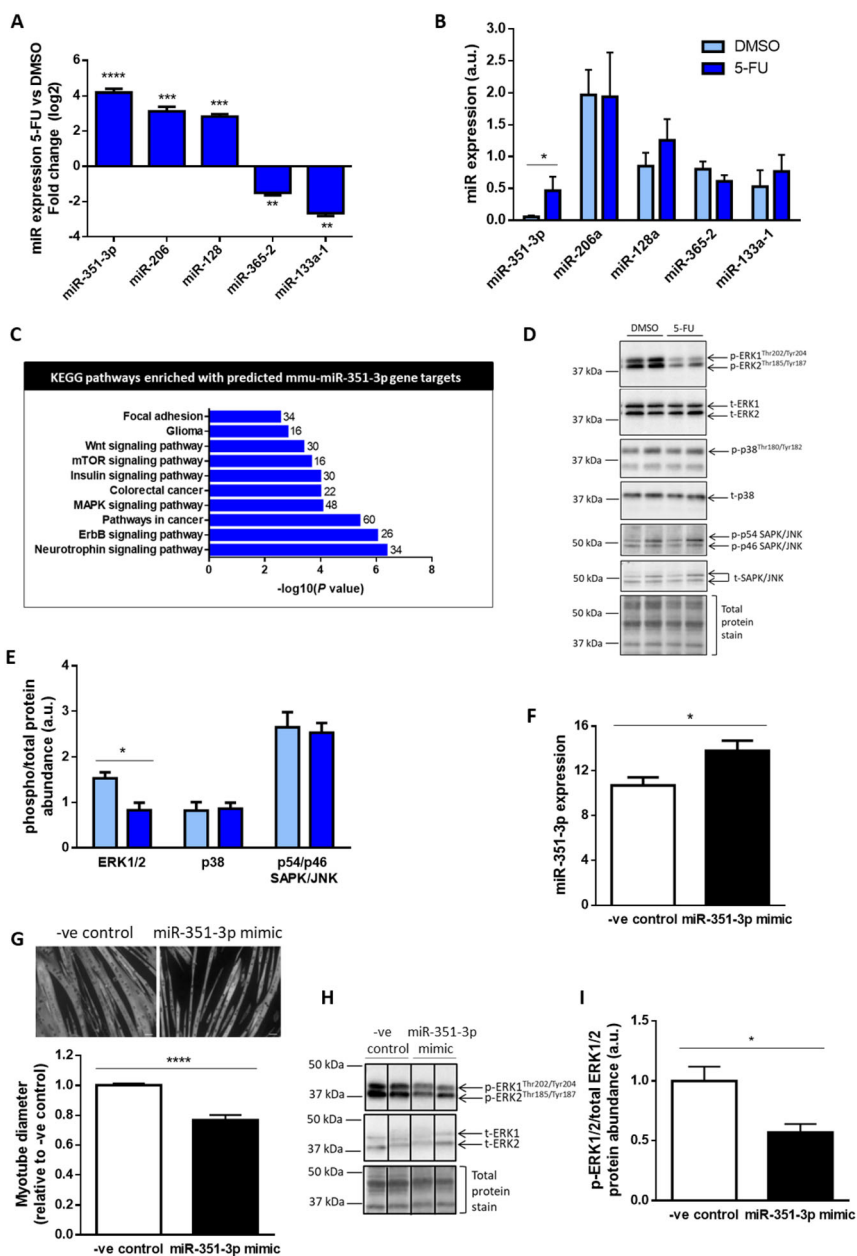 A
miR expression 5-FU vs DMSO
Fold change (log2)
6
4
2
0
-2
-4
****
***
***
**
**
miR-351-3p
miR-206
miR-128
miR-365-2
miR-133a-1
B
miR expression (a.u.)
3.0
2.5
2.0
1.5
1.0
0.5
0.0
*
DMSO
5-FU
miR-351-3p
miR-206a
miR-128a
miR-365-2
miR-133a-1
C
KEGG pathways enriched with predicted mmu-miR-351-3p gene targets
Focal adhesion 34
Glioma 16
Wnt signaling pathway 30
mTOR signaling pathway 16
Insulin signaling pathway 30
Colorectal cancer 22
MAPK signaling pathway 48
Pathways in cancer 60
ErbB signaling pathway 26
Neurotrophin signaling pathway 34
0 2 4 6 8
-log10(P value)
D
DMSO 5-FU
p-ERK1Thr202/Tyr204
37 kDa p-ERK2Thr185/Tyr187
t-ERK1
37 kDa t-ERK2
p-p38Thr180/Tyr182
37 kDa
37 kDa t-p38
p-p54 SAPK/JNK
50 kDa p-p46 SAPK/JNK
50 kDa t-SAPK/JNK
50 kDa
37 kDa
Total
protein
stain
E
phospho/total protein
abundance (a.u.)
4
3
2
1
0
*
ERK1/2 p38 p54/p46
SAPK/JNK
F
miR-351-3p expression
16
12
9
6
3
0
*
-ve control miR-351-3p mimic
G
-ve control miR-351-3p mimic
Myotube diameter
(relative to -ve control)
1.2
1.0
0.8
0.6
0.4
0.2
0.0
****
-ve control miR-351-3p mimic
H
-ve
control
miR-351-3p
mimic
50 kDa
p-ERK1Thr202/Tyr204
37 kDa p-ERK2Thr185/Tyr187
50 kDa
t-ERK1
37 kDa t-ERK2
50 kDa
37 kDa
Total
protein
stain
I
p-ERK1/2/total ERK1/2
protein abundance (a.u.)
1.5
1.0
0.5
0.0
*
-ve control miR-351-3p mimic